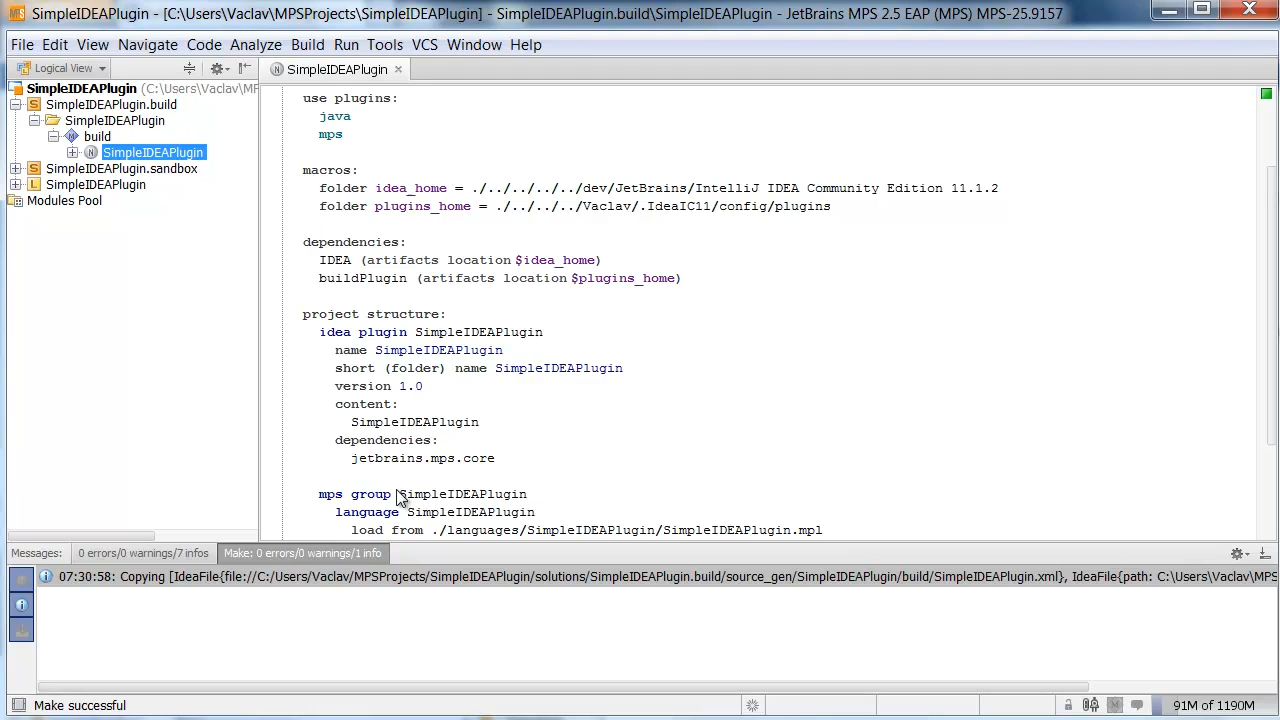 SimpleIDEAPlugin - [C:\Users\Vaclav\MPSProjects\SimpleIDEAPlugin] - SimpleIDEAPlugin.build\SimpleIDEAPlugin - JetBrains MPS 2.5 EAP (MPS) MPS-25.9157
File Edit View Navigate Code Analyze Build Run Tools VCS Window Help
Logical View
SimpleIDEAPlugin
SimpleIDEAPlugin (C:\Users\Vaclav\MF
SimpleIDEAPlugin.build
SimpleIDEAPlugin
build
SimpleIDEAPlugin
SimpleIDEAPlugin.sandbox
SimpleIDEAPlugin
Modules Pool
use plugins:
java
mps
macros:
folder idea_home = ./../../../../dev/JetBrains/IntelliJ IDEA Community Edition 11.1.2
folder plugins_home = ./../../../Vaclav/.IdeaIC11/config/plugins
dependencies:
IDEA (artifacts location $idea_home)
buildPlugin (artifacts location $plugins_home)
project structure:
idea plugin SimpleIDEAPlugin
name SimpleIDEAPlugin
short (folder) name SimpleIDEAPlugin
version 1.0
content:
SimpleIDEAPlugin
dependencies:
jetbrains.mps.core
mps group SimpleIDEAPlugin
language SimpleIDEAPlugin
load from ./languages/SimpleIDEAPlugin/SimpleIDEAPlugin.mpl
Messages: 0 errors/0 warnings/7 infos Make: 0 errors/0 warnings/1 info
07:30:58: Copying [IdeaFile{file://C:/Users/Vaclav/MPSProjects/SimpleIDEAPlugin/solutions/SimpleIDEAPlugin.build/source_gen/SimpleIDEAPlugin/build/SimpleIDEAPlugin.xml}, IdeaFile{path: C:\Users\Vaclav\MPS
Make successful
91M of 1190M